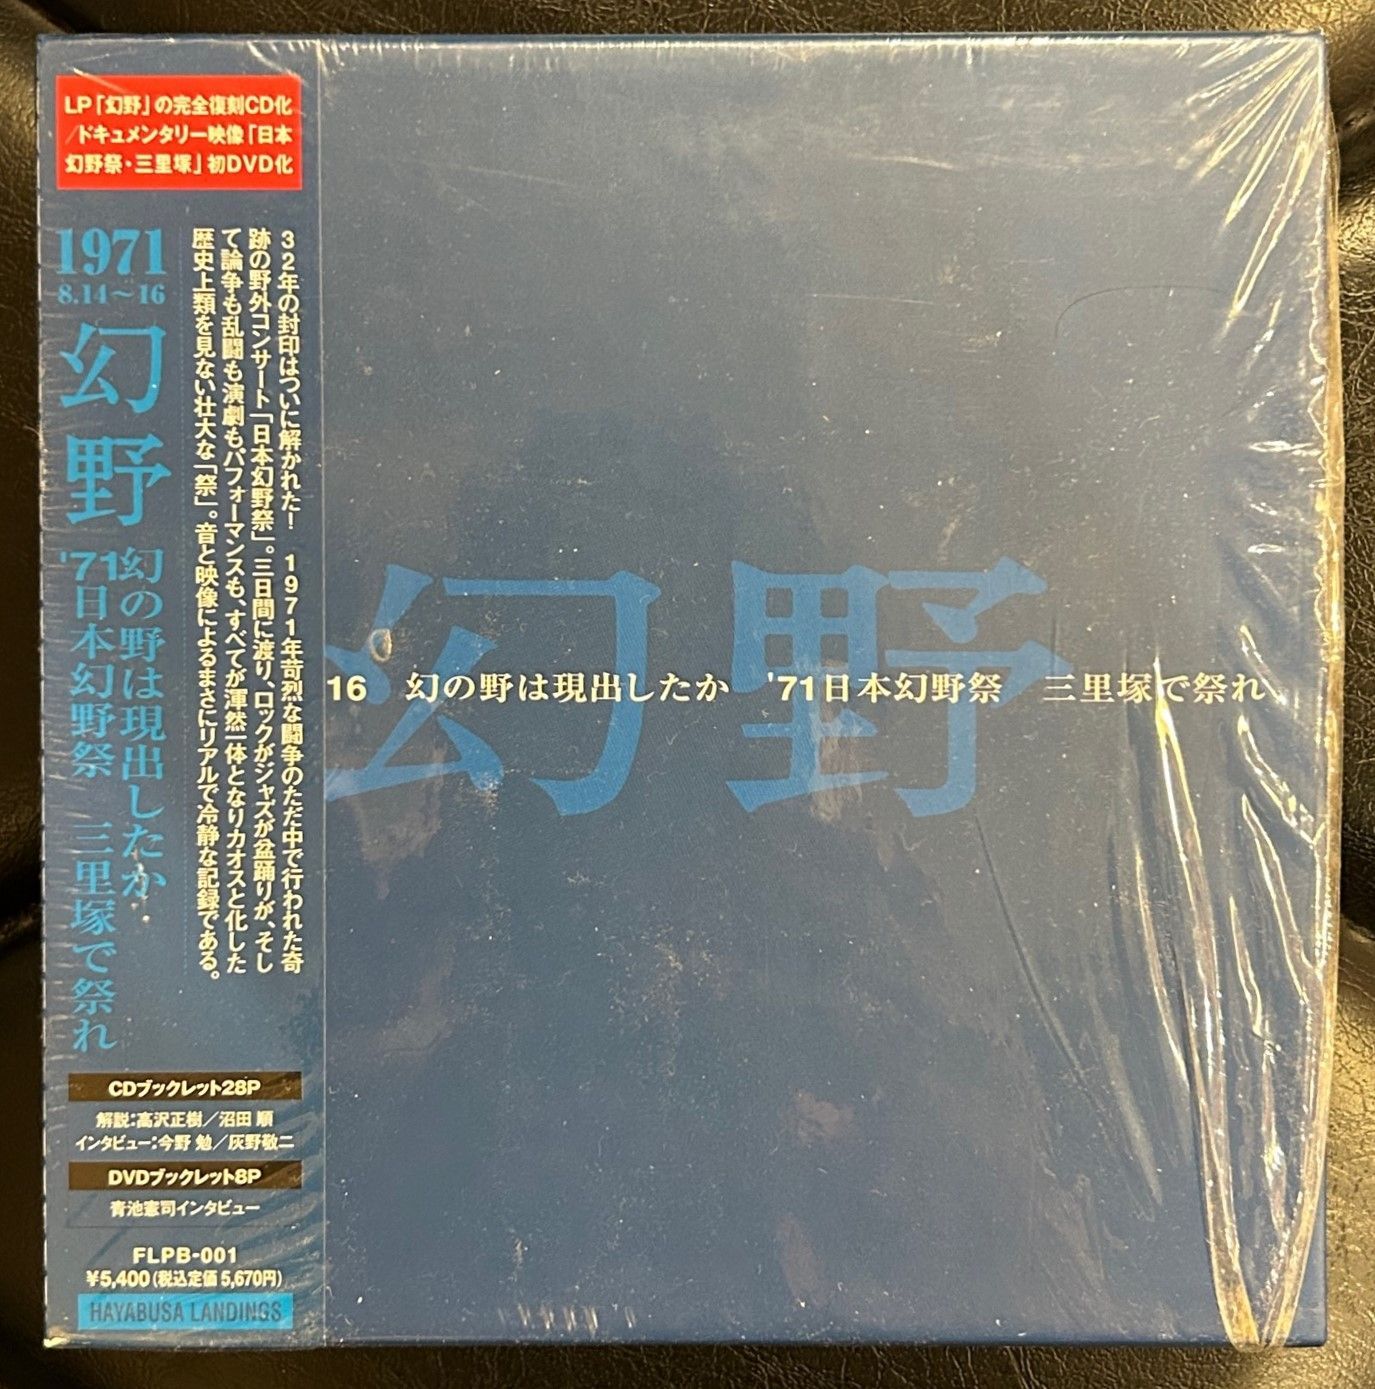 LP「幻野」の完全復刻CD化
/ドキュメンタリー映像「日本
幻野祭・三里塚」初DVD化
1971
8.14～16
幻野
幻の野は現出したか
'71日本幻野祭 三里塚で祭れ
32年の封印はついに解かれた! 1971年苛烈な闘争のただ中で行われた奇
跡の野外コンサート「日本幻野祭」。三日間に渡り、ロックがジャズが盆踊りが、そし
て論争も乱闘も演劇もパフォーマンスも、すべてが渾然一体となりカオスと化した
歴史上類を見ない壮大な「祭」。音と映像によるまさにリアルで冷静な記録である。
CDブックレット28P
解説:高沢正樹/沼田 順
インタビュー:今野 勉/灰野敬二
DVDブックレット8P
青池憲司インタビュー
FLPB-001
¥5,400(税込定価 5,670円)
HAYABUSA LANDINGS
幻野
16 幻の野は現出したか '71日本幻野祭 三里塚で祭れ